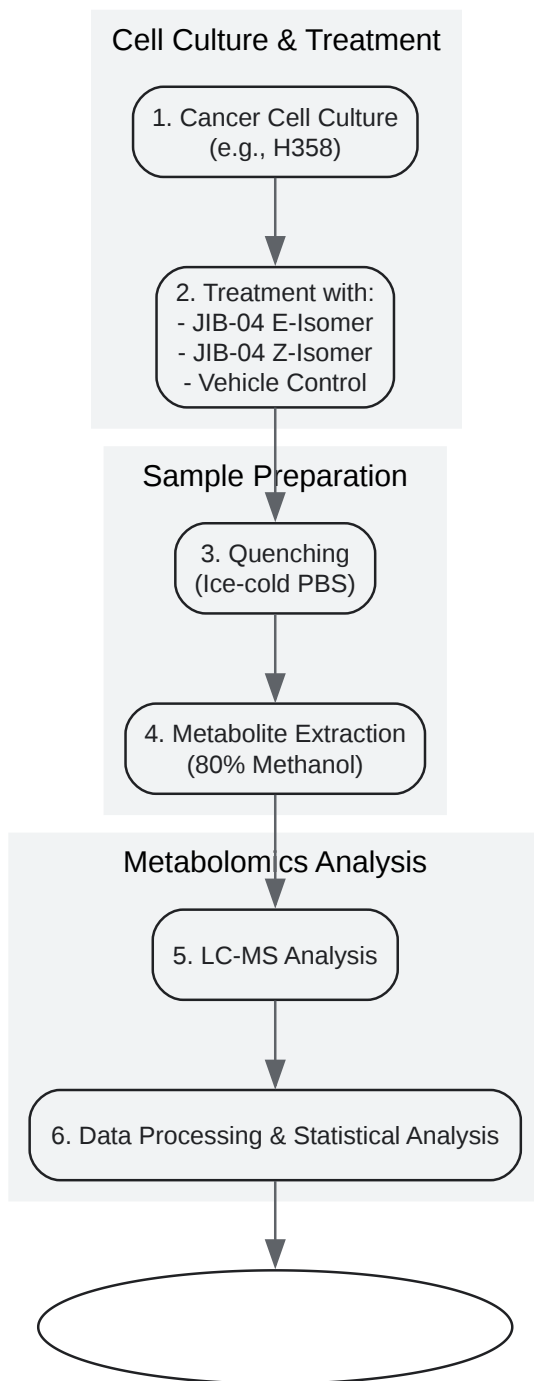 Cell Culture & Treatment
1. Cancer Cell Culture
(e.g., H358)
2. Treatment with:
- JIB-04 E-Isomer
- JIB-04 Z-Isomer
- Vehicle Control
Sample Preparation
3. Quenching
(Ice-cold PBS)
4. Metabolite Extraction
(80% Methanol)
Metabolomics Analysis
5. LC-MS Analysis
6. Data Processing & Statistical Analysis